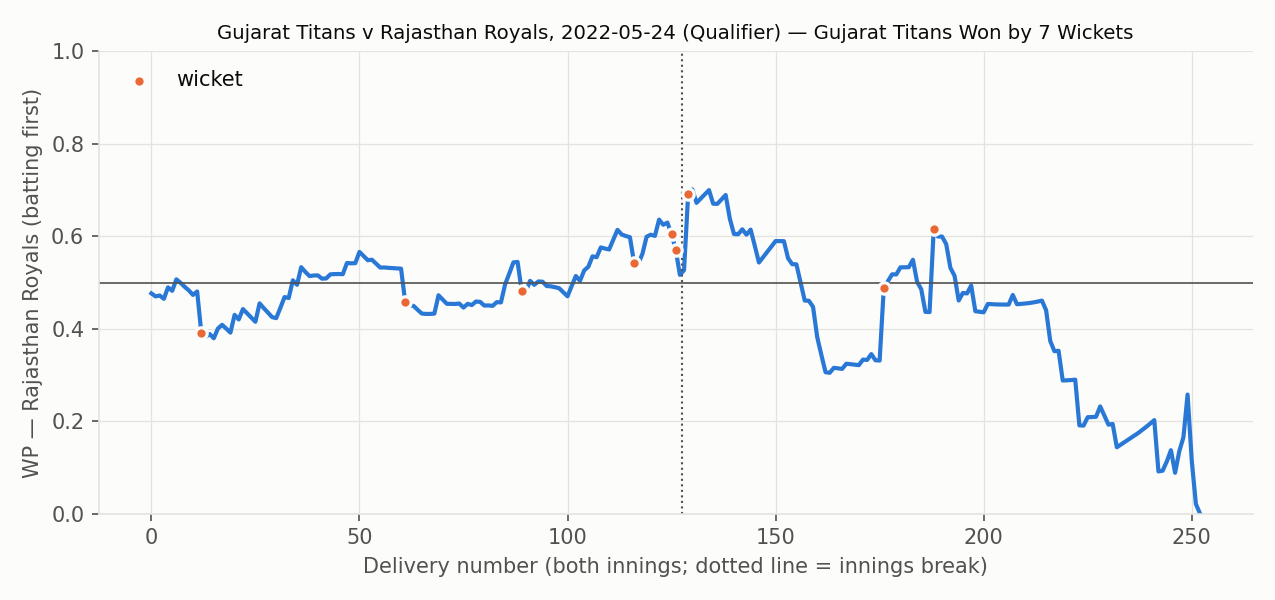 Gujarat Titans v Rajasthan Royals, 2022-05-24 (Qualifier) — Gujarat Titans Won by 7 Wickets
WP — Rajasthan Royals (batting first)
1.0
0.8
0.6
0.4
0.2
0.0
wicket
0 50 100 150 200 250
Delivery number (both innings; dotted line = innings break)